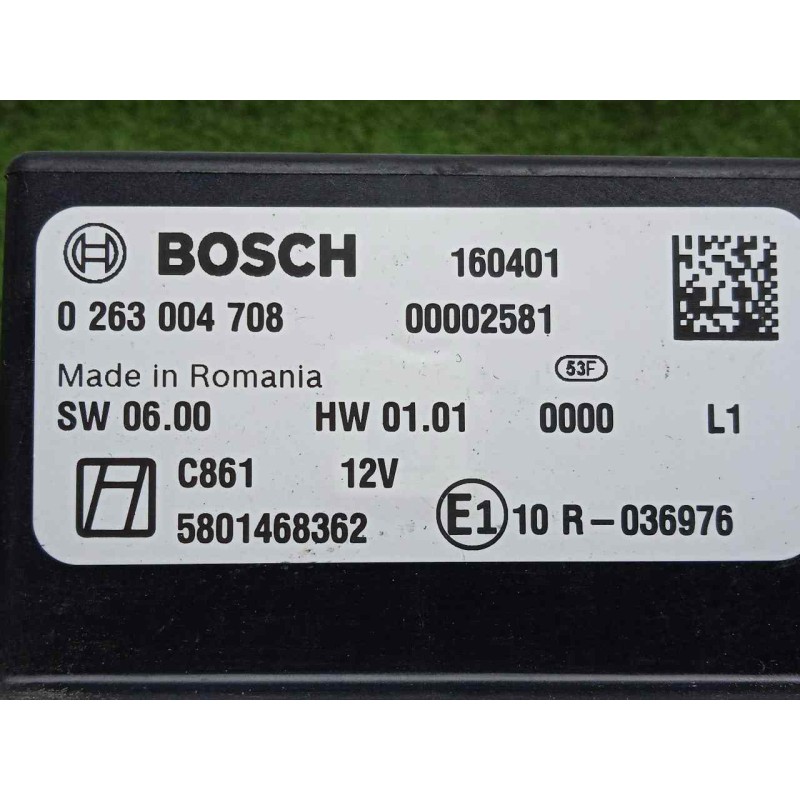 BOSCH 160401
0 263 004 708 00002581
Made in Romania 53F
SW 06.00 HW 01.01 0000 L1
C861 12V
5801468362 E1 10 R-036976